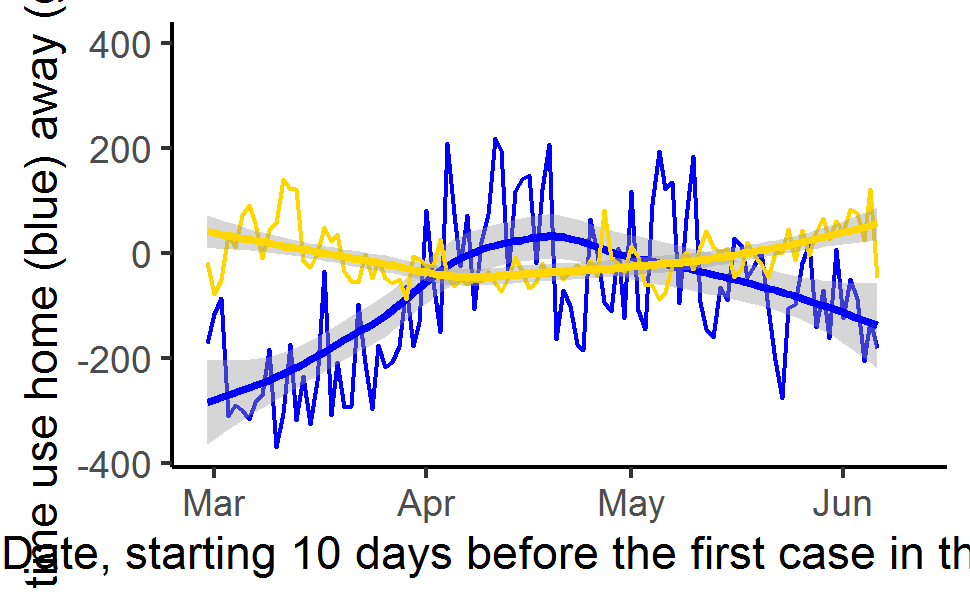 time use home (blue) away (
400
200
0
-200
-400
Mar Apr May Jun
Date, starting 10 days before the first case in th